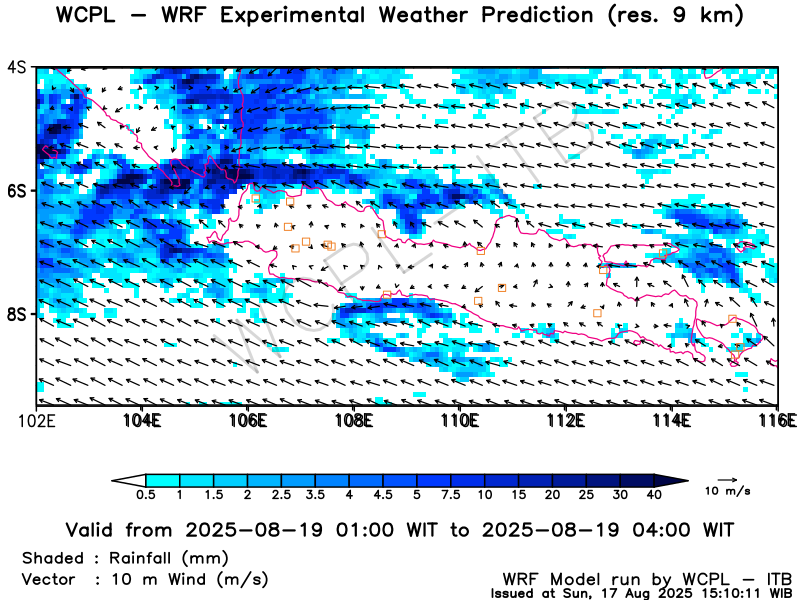 WCPL – WRF Experimental Weather Prediction (res. 9 km)
WCPL-ITB
4S
6S
8S
102E 104E 106E 108E 110E 112E 114E 116E
0.5 1 1.5 2 2.5 3.5 4 4.5 5 7.5 10 15 20 25 30 40
10 m/s
Valid from 2025-08-19 01:00 WIT to 2025-08-19 04:00 WIT
Shaded : Rainfall (mm)
Vector : 10 m Wind (m/s)
WRF Model run by WCPL – ITB
Issued at Sun, 17 Aug 2025 15:10:11 WIB